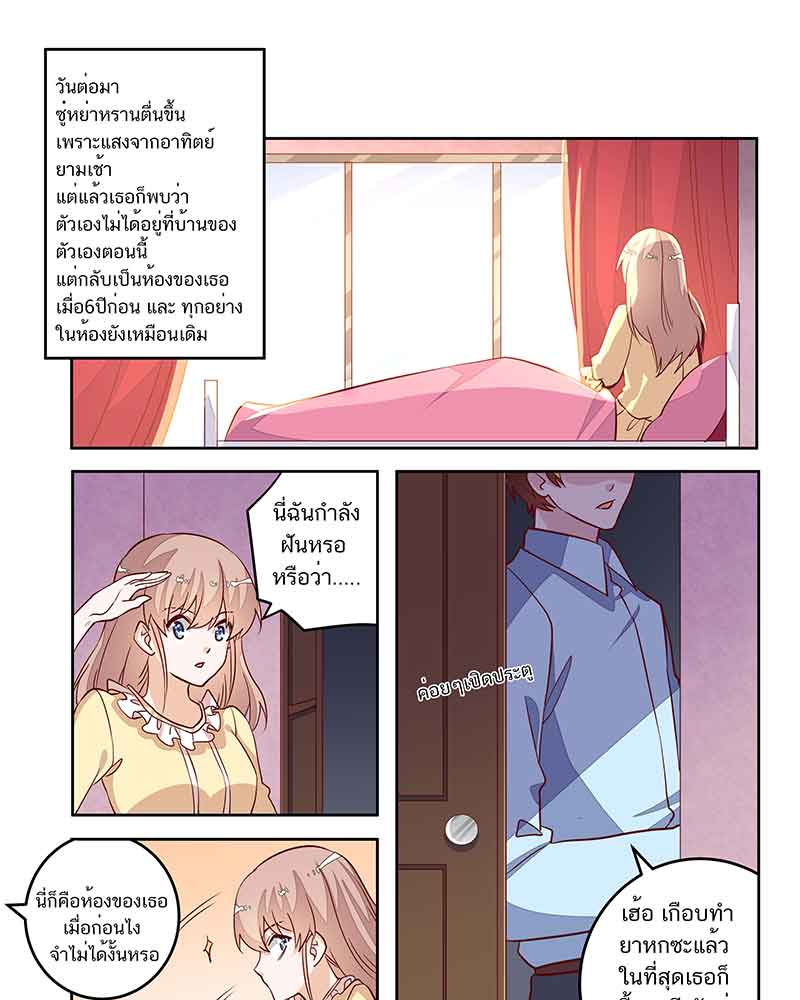 วันต่อมา
ซู่หย่าหรานตื่นขึ้น
เพราะแสงจากอาทิตย์
ยามเช้า
แต่แล้วเธอก็พบว่า
ตัวเองไม่ได้อยู่ที่บ้านของ
ตัวเองตอนนี้
แต่กลับเป็นห้องของเธอ
เมื่อ6ปีก่อน และ ทุกอย่าง
ในห้องยังเหมือนเดิม
นี่ฉันกำลัง
ฝันหรอ
หรือว่า.....
ค่อยๆเปิดประตู
นี่ก็คือห้องของเธอ
เมื่อก่อนไง
จำไม่ได้งั้นหรอ
เฮ้อ เกือบทำ
ยาหกซะแล้ว
ในที่สุดเธอก็